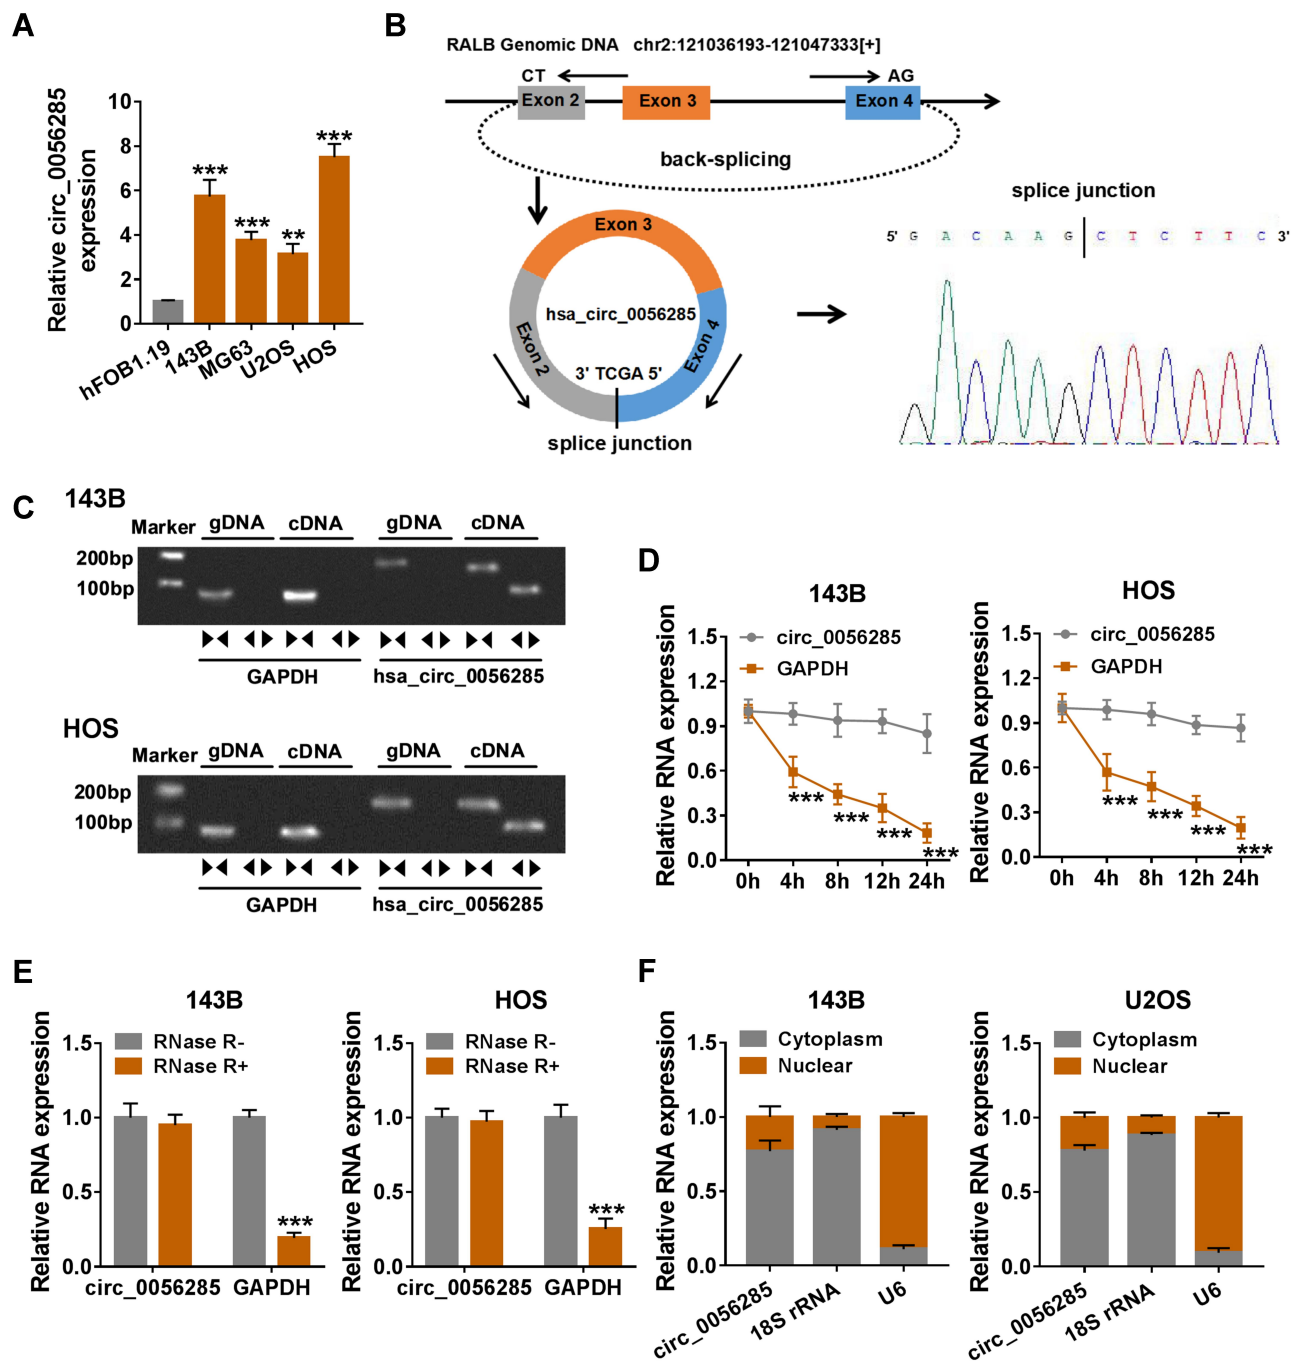 A
Relative circ_0056285
expression
10
8
6
4
2
0
***
***
**
***
hFOB1.19
143B
MG63
U2OS
HOS
B
RALB Genomic DNA chr2:121036193-121047333[+]
CT
AG
Exon 2
Exon 3
Exon 4
back-splicing
Exon 3
hsa_circ_0056285
Exon 2
Exon 4
3' TCGA 5'
splice junction
splice junction
5' G A C A A G C T C T T C 3'
C
143B
Marker
gDNA
cDNA
gDNA
cDNA
200bp
100bp
GAPDH
hsa_circ_0056285
HOS
Marker
gDNA
cDNA
gDNA
cDNA
200bp
100bp
GAPDH
hsa_circ_0056285
D
143B
Relative RNA expression
1.5
1.2
0.9
0.6
0.3
0.0
circ_0056285
GAPDH
***
***
***
***
0h
4h
8h
12h
24h
HOS
Relative RNA expression
1.5
1.2
0.9
0.6
0.3
0.0
circ_0056285
GAPDH
***
***
***
***
0h
4h
8h
12h
24h
E
143B
Relative RNA expression
1.5
1.0
0.5
0.0
RNase R-
RNase R+
***
circ_0056285
GAPDH
HOS
Relative RNA expression
1.5
1.0
0.5
0.0
RNase R-
RNase R+
***
circ_0056285
GAPDH
F
143B
Relative RNA expression
1.5
1.0
0.5
0.0
Cytoplasm
Nuclear
circ_0056285
18S rRNA
U6
U2OS
Relative RNA expression
1.5
1.0
0.5
0.0
Cytoplasm
Nuclear
circ_0056285
18S rRNA
U6